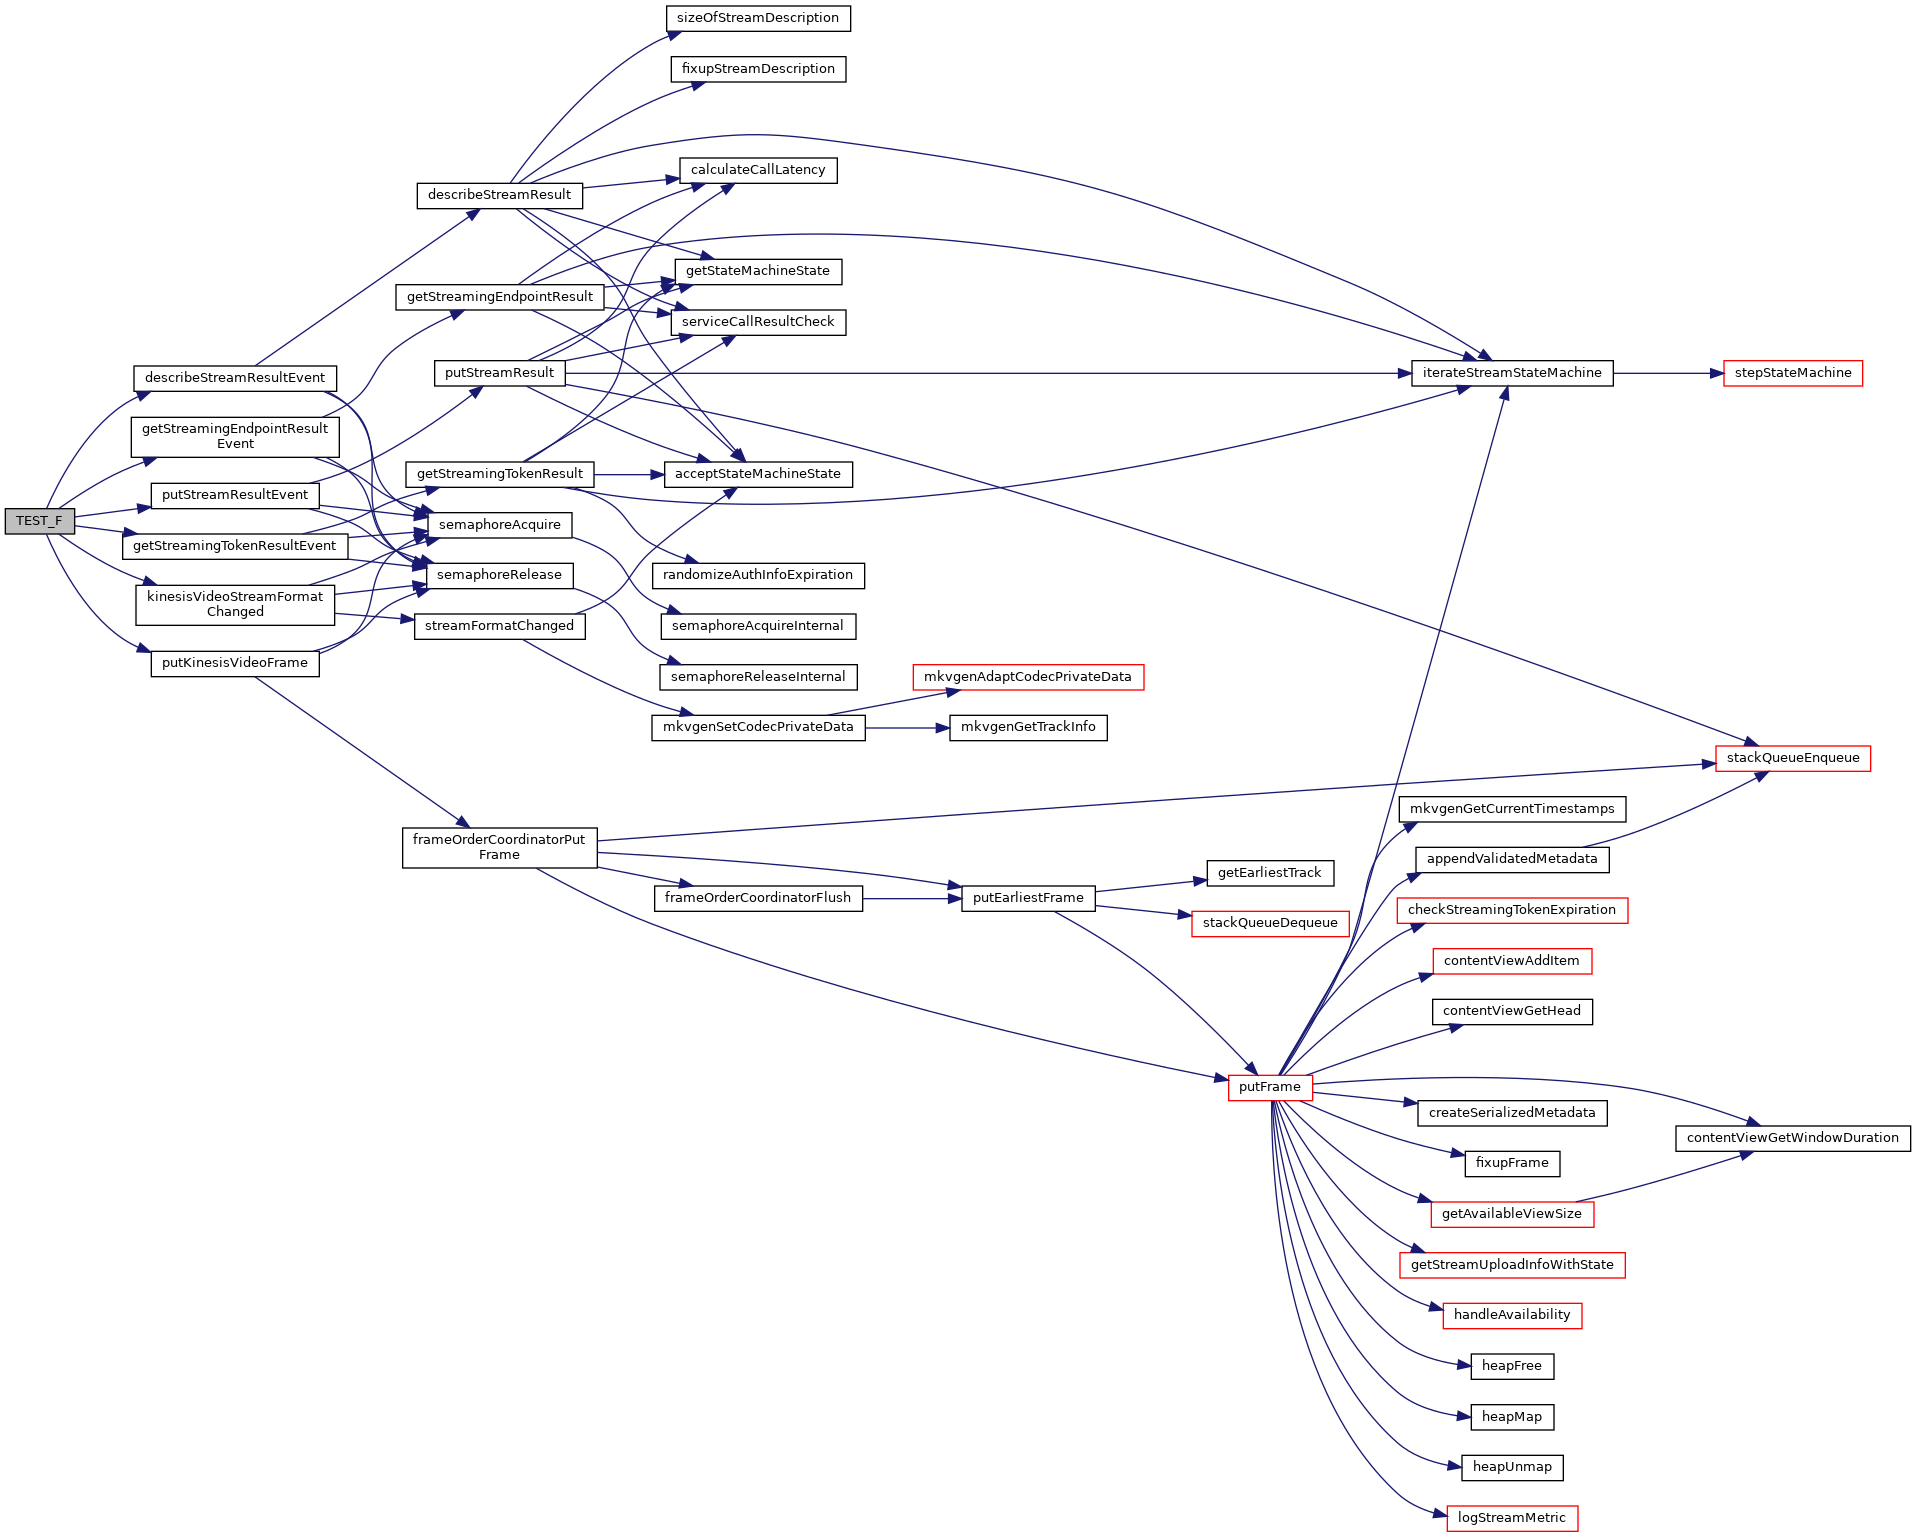 sizeOfStreamDescription
fixupStreamDescription
calculateCallLatency
describeStreamResult
getStateMachineState
getStreamingEndpointResult
serviceCallResultCheck
putStreamResult
iterateStreamStateMachine
stepStateMachine
describeStreamResultEvent
getStreamingEndpointResult
Event
getStreamingTokenResult
acceptStateMachineState
putStreamResultEvent
TEST_F
semaphoreAcquire
getStreamingTokenResultEvent
semaphoreRelease
randomizeAuthInfoExpiration
kinesisVideoStreamFormat
Changed
streamFormatChanged
semaphoreAcquireInternal
putKinesisVideoFrame
semaphoreReleaseInternal
mkvgenAdaptCodecPrivateData
mkvgenSetCodecPrivateData
mkvgenGetTrackInfo
stackQueueEnqueue
mkvgenGetCurrentTimestamps
frameOrderCoordinatorPut
Frame
appendValidatedMetadata
getEarliestTrack
frameOrderCoordinatorFlush
putEarliestFrame
checkStreamingTokenExpiration
stackQueueDequeue
contentViewAddItem
contentViewGetHead
putFrame
createSerializedMetadata
contentViewGetWindowDuration
fixupFrame
getAvailableViewSize
getStreamUploadInfoWithState
handleAvailability
heapFree
heapMap
heapUnmap
logStreamMetric